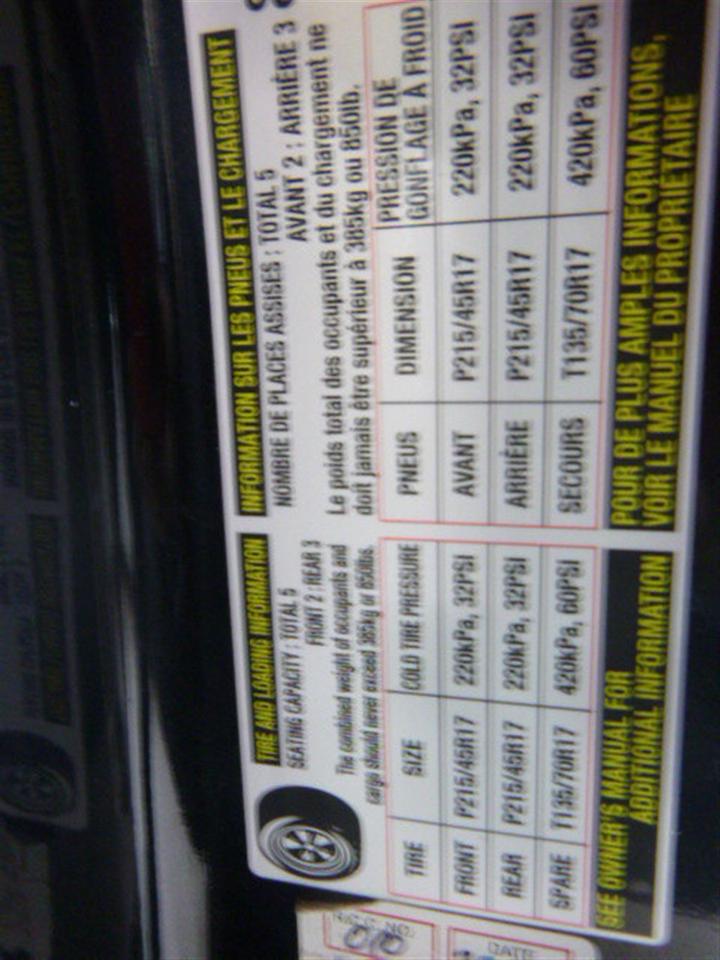 TIRE AND LOADING INFORMATION
SEATING CAPACITY : TOTAL 5
FRONT 2 : REAR 3
The combined weight of occupants and
cargo should never exceed 385kg or 850lbs.
TIRE SIZE COLD TIRE PRESSURE
FRONT P215/45R17 220kPa, 32PSI
REAR P215/45R17 220kPa, 32PSI
SPARE T135/70R17 420kPa, 60PSI
SEE OWNER'S MANUAL FOR
ADDITIONAL INFORMATION
INFORMATION SUR LES PNEUS ET LE CHARGEMENT
NOMBRE DE PLACES ASSISES : TOTAL 5
AVANT 2 : ARRIÈRE 3
Le poids total des occupants et du chargement ne
doit jamais être supérieur à 385kg ou 850lb.
PNEUS DIMENSION PRESSION DE
GONFLAGE À FROID
AVANT P215/45R17 220kPa, 32PSI
ARRIÈRE P215/45R17 220kPa, 32PSI
SECOURS T135/70R17 420kPa, 60PSI
POUR DE PLUS AMPLES INFORMATIONS,
VOIR LE MANUEL DU PROPRIÉTAIRE
DATE